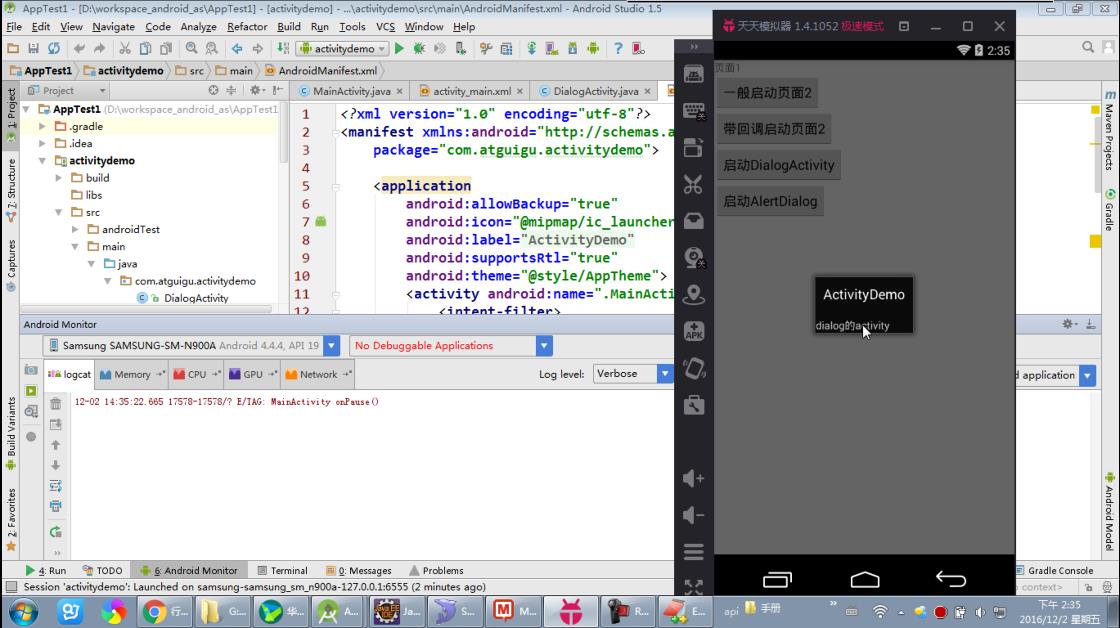 AppTest1 - [D:\workspace_android_as\AppTest1] - [activitydemo] - ...\activitydemo\src\main\AndroidManifest.xml - Android Studio 1.5
File Edit View Navigate Code Analyze Refactor Build Run Tools VCS Window Help
activitydemo
AppTest1 activitydemo src main AndroidManifest.xml
Project
MainActivity.java
activity_main.xml
DialogActivity.java
1: Project
7: Structure
Captures
Build Variants
2: Favorites
AppTest1 (D:\workspace_android_as\AppTest1
.gradle
.idea
activitydemo
build
libs
src
androidTest
main
java
com.atguigu.activitydemo
DialogActivity
1 <?xml version="1.0" encoding="utf-8"?>
2 <manifest xmlns:android="http://schemas.a
3 package="com.atguigu.activitydemo">
4
5 <application
6 android:allowBackup="true"
7 android:icon="@mipmap/ic_launcher
8 android:label="ActivityDemo"
9 android:supportsRtl="true"
10 android:theme="@style/AppTheme">
11 <activity android:name=".MainActi
12 <intent-filter>
Android Monitor
Samsung SAMSUNG-SM-N900A Android 4.4.4, API 19
No Debuggable Applications
logcat
Memory
CPU
GPU
Network
Log level:
Verbose
d application
12-02 14:35:22.665 17578-17578/? E/TAG: MainActivity onPause()
天天模拟器 1.4.1052 极速模式
2:35
页面1
一般启动页面2
带回调启动页面2
启动DialogActivity
启动AlertDialog
ActivityDemo
dialog的activity
APK
Maven Projects
Gradle
Android Model
4: Run
TODO
6: Android Monitor
Terminal
0: Messages
Problems
Gradle Console
Session 'activitydemo': Launched on samsung-samsung_sm_n900a-127.0.0.1:6555 (2 minutes ago)
context>
行...
G...
华...
A...
Ja...
S...
M...
R...
E...
api
手册
下午 2:35
2016/12/2 星期五